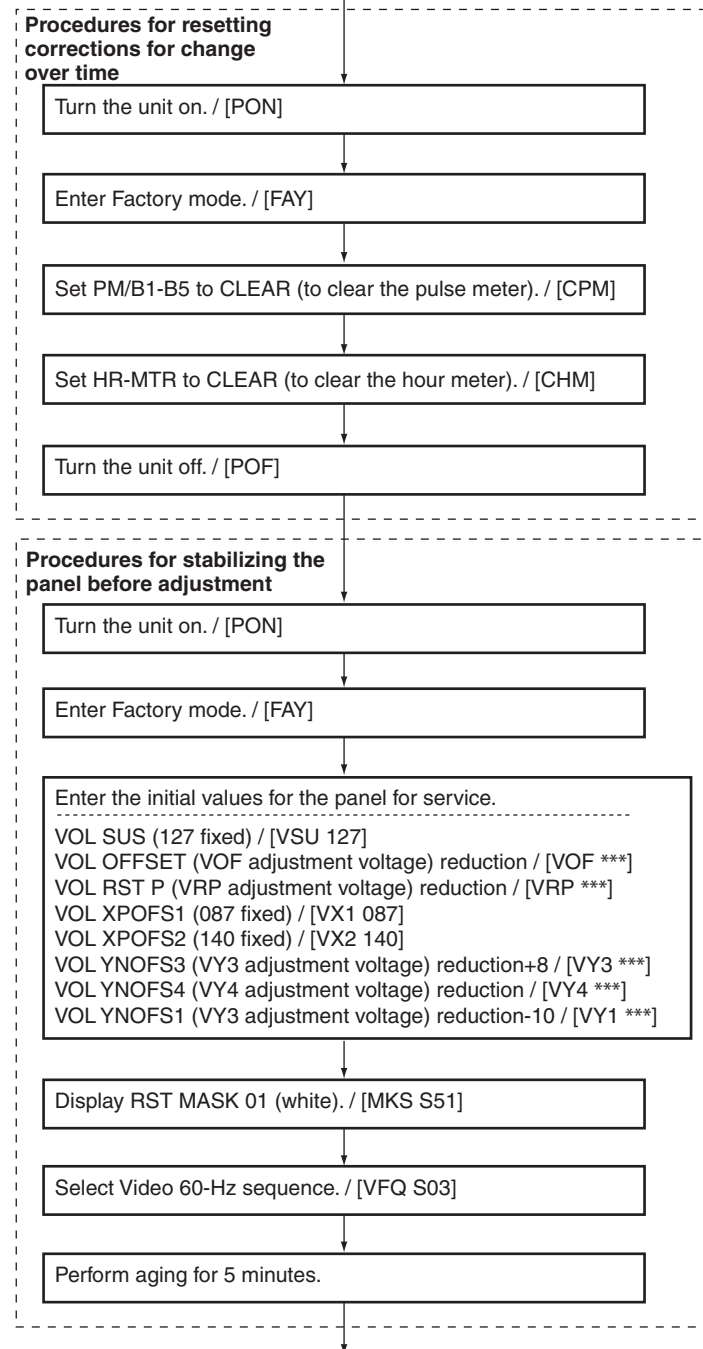 Procedures for resetting
corrections for change
over time
Turn the unit on. / [PON]
Enter Factory mode. / [FAY]
Set PM/B1-B5 to CLEAR (to clear the pulse meter). / [CPM]
Set HR-MTR to CLEAR (to clear the hour meter). / [CHM]
Turn the unit off. / [POF]
Procedures for stabilizing the
panel before adjustment
Turn the unit on. / [PON]
Enter Factory mode. / [FAY]
Enter the initial values for the panel for service.
VOL SUS (127 fixed) / [VSU 127]
VOL OFFSET (VOF adjustment voltage) reduction / [VOF ***]
VOL RST P (VRP adjustment voltage) reduction / [VRP ***]
VOL XPOFS1 (087 fixed) / [VX1 087]
VOL XPOFS2 (140 fixed) / [VX2 140]
VOL YNOFS3 (VY3 adjustment voltage) reduction+8 / [VY3 ***]
VOL YNOFS4 (VY4 adjustment voltage) reduction / [VY4 ***]
VOL YNOFS1 (VY3 adjustment voltage) reduction-10 / [VY1 ***]
Display RST MASK 01 (white). / [MKS S51]
Select Video 60-Hz sequence. / [VFQ S03]
Perform aging for 5 minutes.